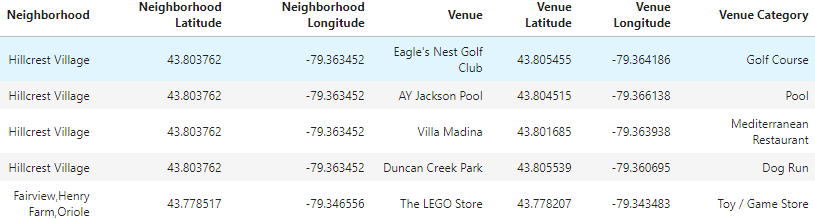 Neighborhood Neighborhood Latitude Neighborhood Longitude Venue Venue Latitude Venue Longitude Venue Category
Hillcrest Village 43.803762 -79.363452 Eagle's Nest Golf Club 43.805455 -79.364186 Golf Course
Hillcrest Village 43.803762 -79.363452 AY Jackson Pool 43.804515 -79.366138 Pool
Hillcrest Village 43.803762 -79.363452 Villa Madina 43.801685 -79.363938 Mediterranean Restaurant
Hillcrest Village 43.803762 -79.363452 Duncan Creek Park 43.805539 -79.360695 Dog Run
Fairview,Henry Farm,Oriole 43.778517 -79.346556 The LEGO Store 43.778207 -79.343483 Toy / Game Store